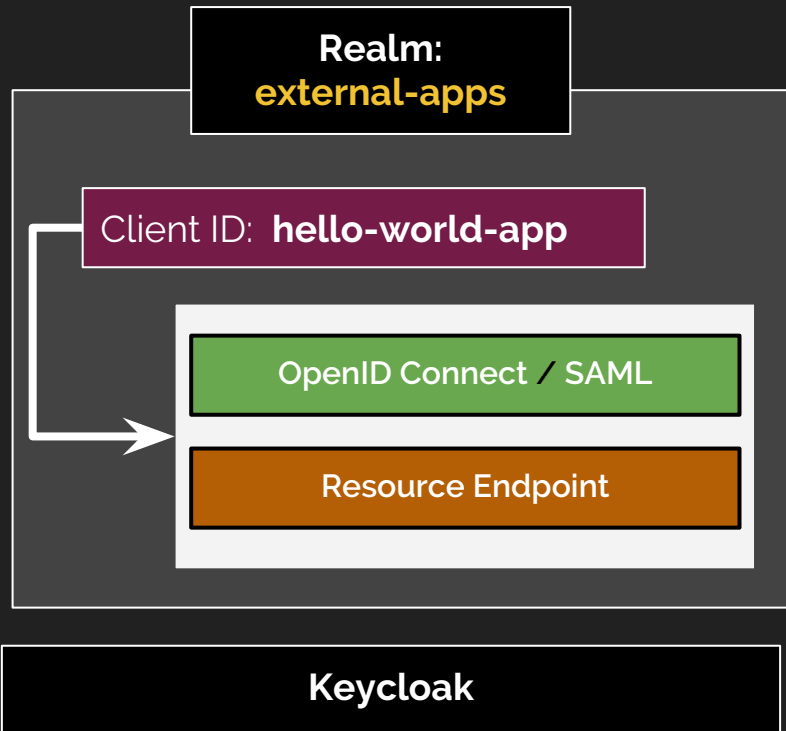 Realm:
external-apps
Client ID: hello-world-app
OpenID Connect / SAML
Resource Endpoint
Keycloak